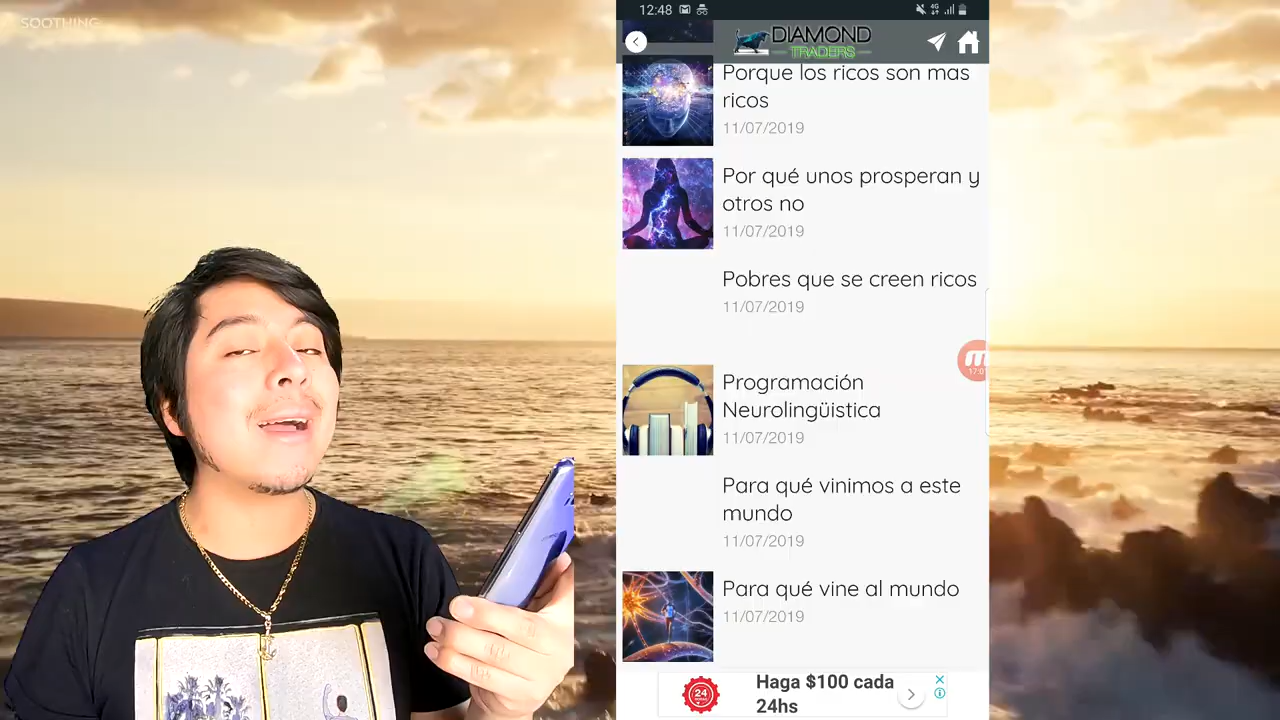 SOOTHING
12:48
4G
DIAMOND
TRADERS
Porque los ricos son mas
ricos
11/07/2019
Por qué unos prosperan y
otros no
11/07/2019
Pobres que se creen ricos
11/07/2019
Programación
Neurolingüistica
11/07/2019
Para qué vinimos a este
mundo
11/07/2019
Para qué vine al mundo
11/07/2019
24
Haga $100 cada
24hs